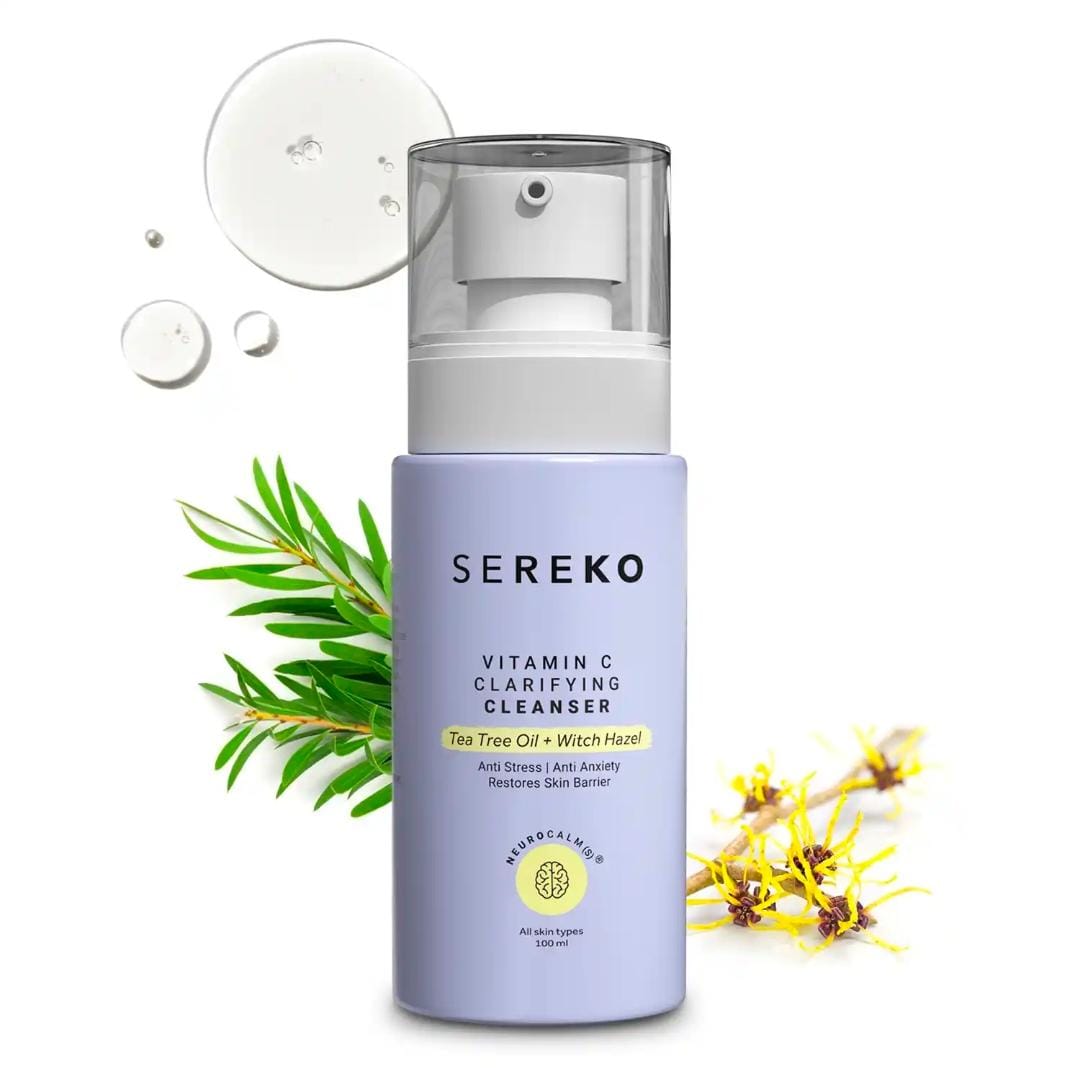 SEREKO
VITAMIN C
CLARIFYING
CLEANSER
Tea Tree Oil + Witch Hazel
Anti Stress | Anti Anxiety
Restores Skin Barrier
NEUROCALM(S)®
All skin types
100 ml